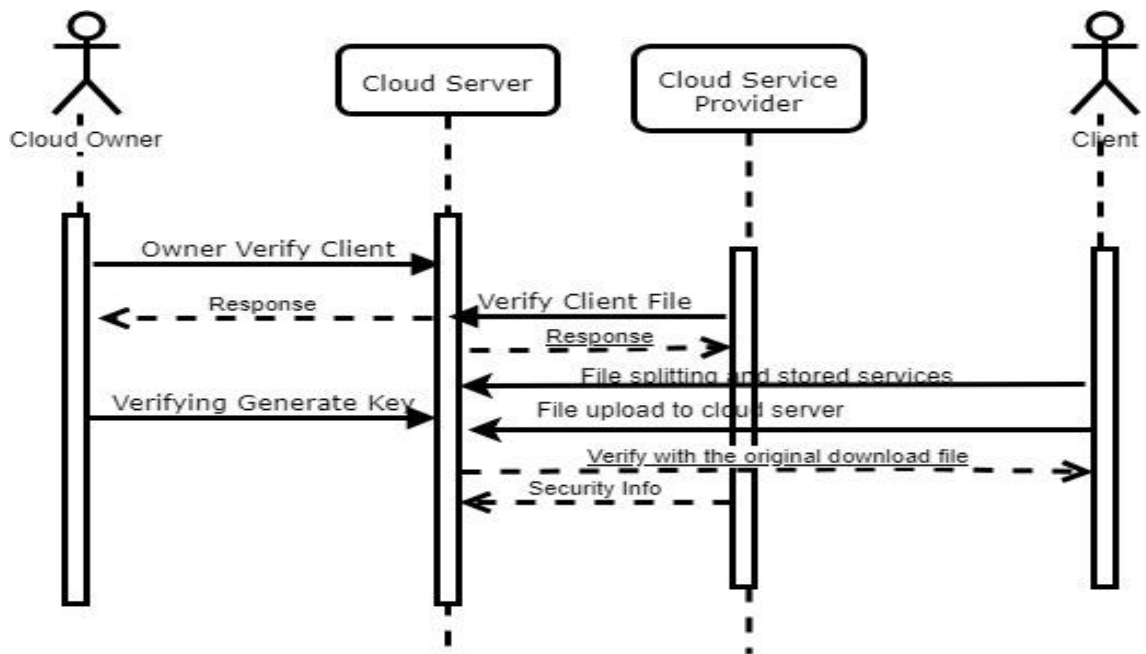 Cloud Server
Cloud Service
Provider
Cloud Owner
Client
Owner Verify Client
Response
Verify Client File
Response
File splitting and stored services
Verifying Generate Key
File upload to cloud server
Verify with the original download file
Security Info